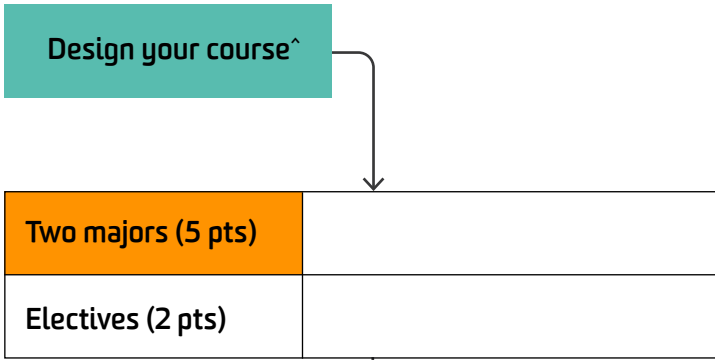 Design your course^
Two majors (5 pts)
Electives (2 pts)